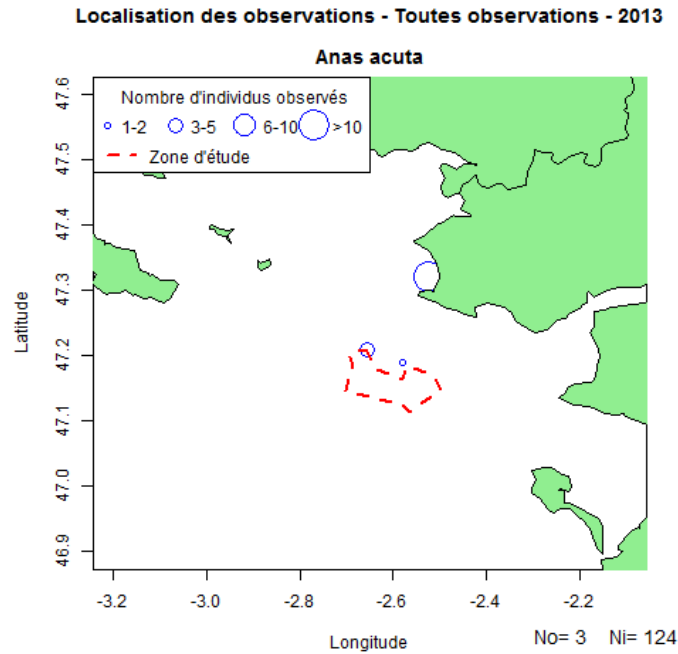 Localisation des observations - Toutes observations - 2013
Anas acuta
Nombre d'individus observés
1-2 3-5 6-10 >10
Zone d'étude
47.6
47.5
47.4
47.3
47.2
47.1
47.0
46.9
Latitude
-3.2 -3.0 -2.8 -2.6 -2.4 -2.2
Longitude
No= 3 Ni= 124